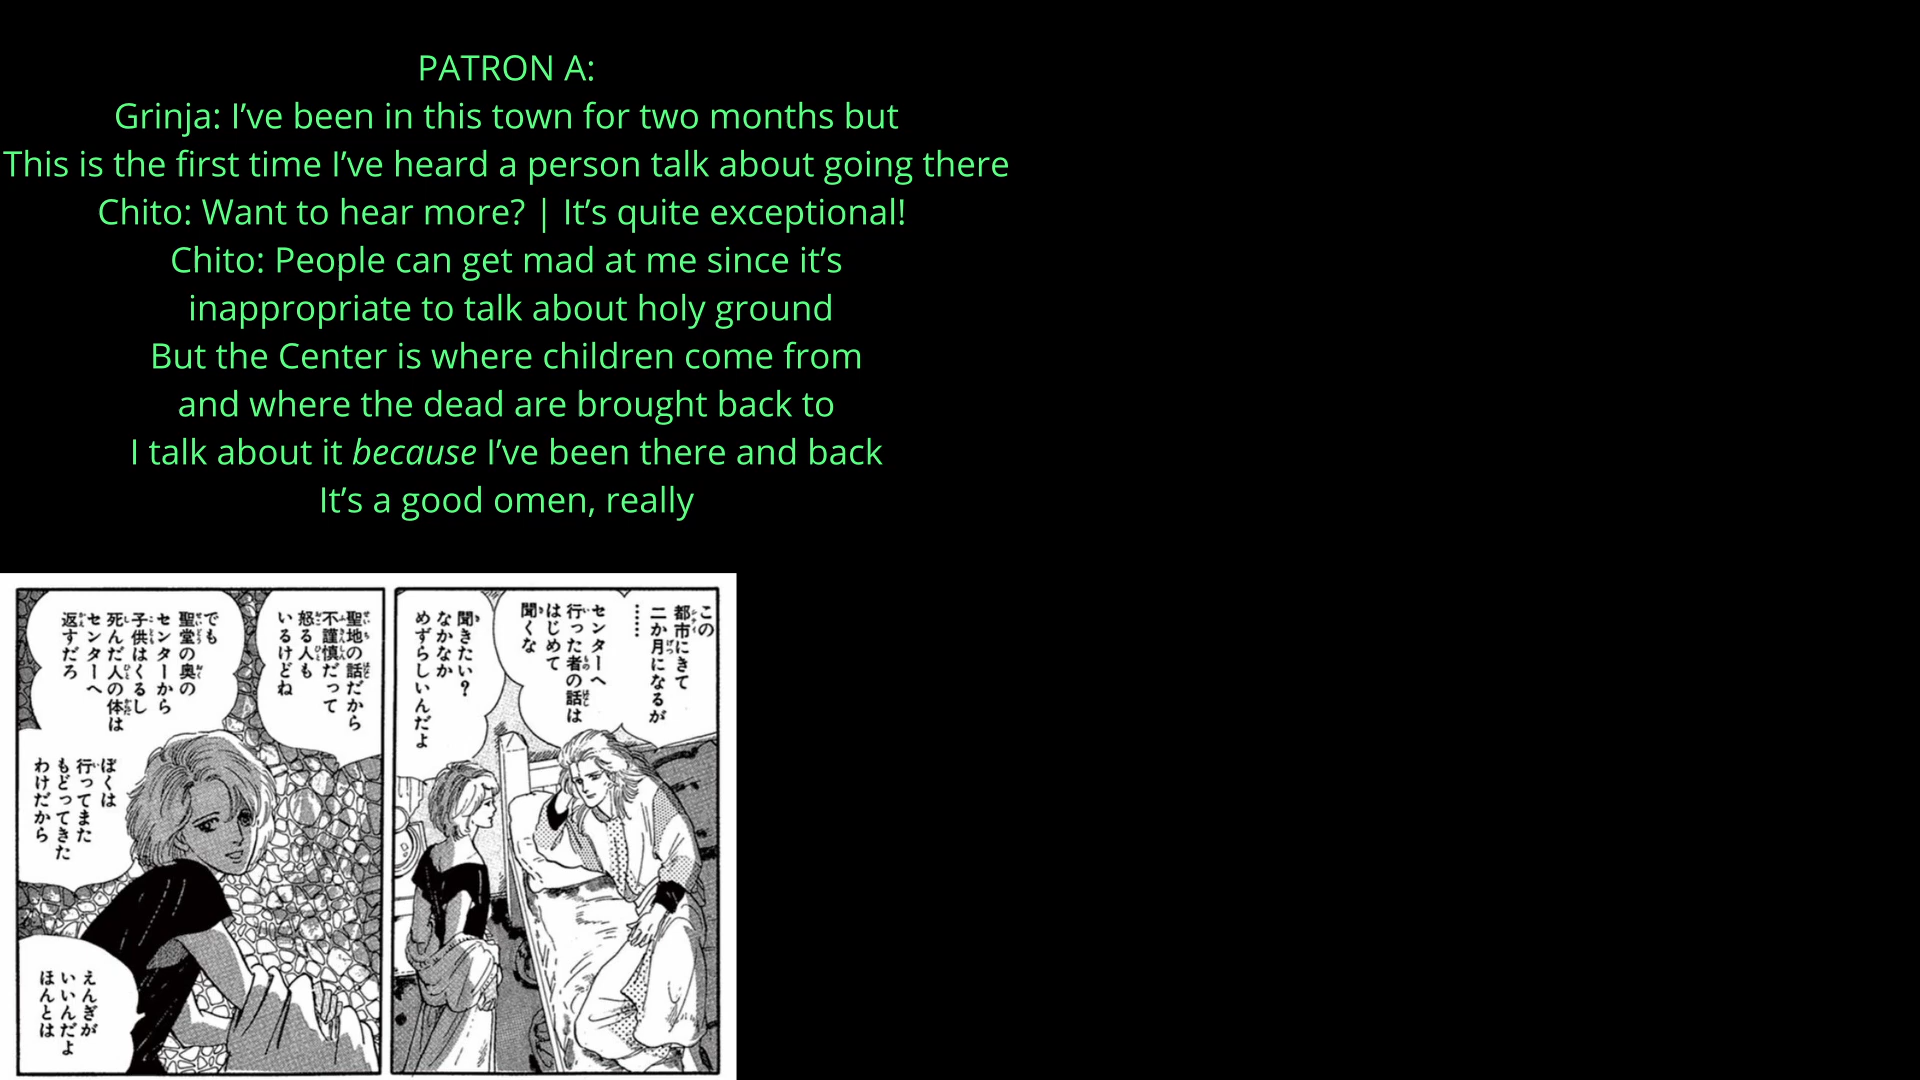 PATRON A:
Grinja: I’ve been in this town for two months but
This is the first time I’ve heard a person talk about going there
Chito: Want to hear more? | It’s quite exceptional!
Chito: People can get mad at me since it’s
inappropriate to talk about holy ground
But the Center is where children come from
and where the dead are brought back to
I talk about it because I’ve been there and back
It’s a good omen, really
この
都市にきて
二か月になるが
……
センターへ
行った者の話は
はじめて
聞くな
聞きたい?
なかなか
めずらしいんだよ
聖地の話だから
不謹慎だって
怒る人も
いるけどね
でも
聖堂の奥の
センターから
子供はくるし
死んだ人の体は
センターへ
返すだろ
ぼくは
行ってまた
もどってきた
わけだから
えんぎが
いいんだよ
ほんとは